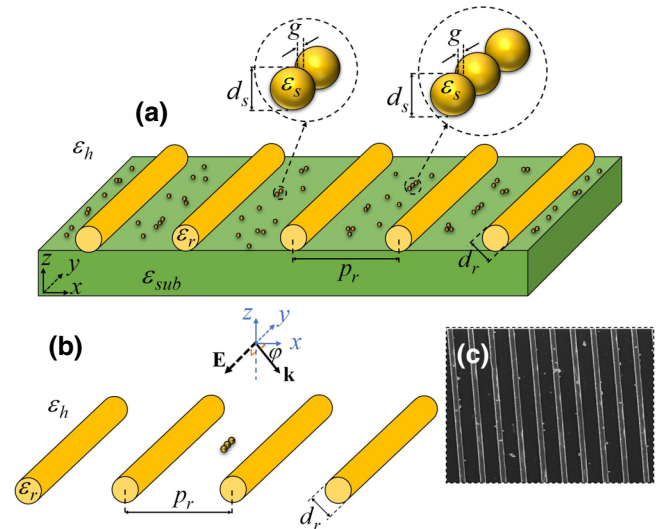 g
g
d_s
ε_s
d_s
ε_s
(a)
ε_h
ε_r
z
y
x
ε_sub
p_r
d_r
(b)
z
y
x
E
φ
k
(c)
ε_h
ε_r
p_r
d_r